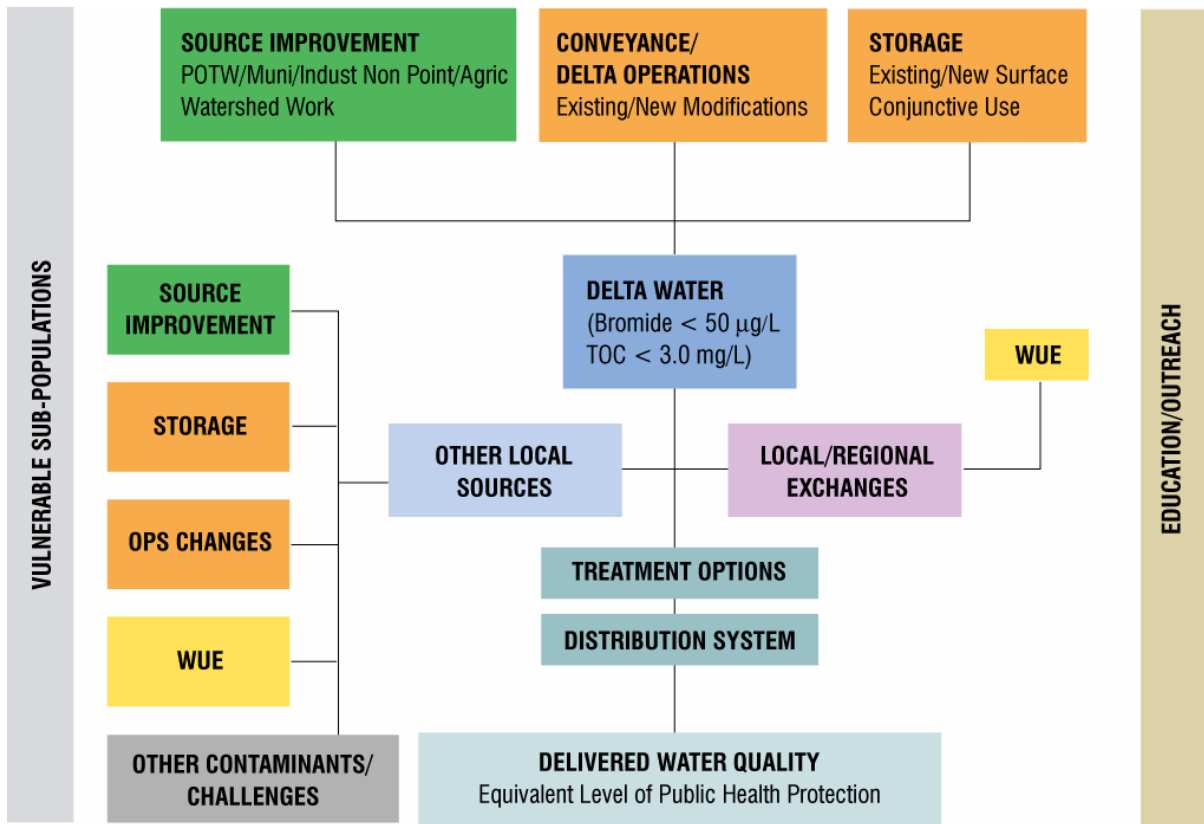 VULNERABLE SUB-POPULATIONS
SOURCE IMPROVEMENT
POTW/Muni/Indust Non Point/Agric
Watershed Work
CONVEYANCE/
DELTA OPERATIONS
Existing/New Modifications
STORAGE
Existing/New Surface
Conjunctive Use
DELTA WATER
(Bromide < 50 µg/L
TOC < 3.0 mg/L)
SOURCE
IMPROVEMENT
STORAGE
OPS CHANGES
WUE
OTHER CONTAMINANTS/
CHALLENGES
OTHER LOCAL
SOURCES
LOCAL/REGIONAL
EXCHANGES
WUE
TREATMENT OPTIONS
DISTRIBUTION SYSTEM
DELIVERED WATER QUALITY
Equivalent Level of Public Health Protection
EDUCATION/OUTREACH